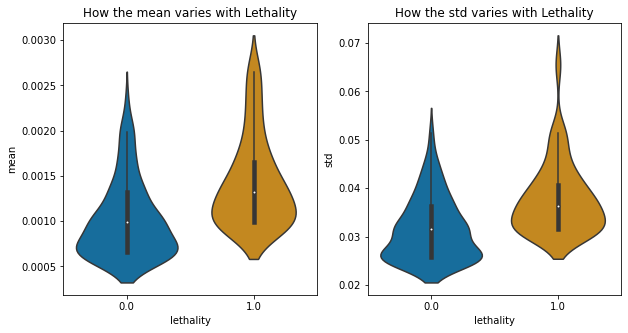 How the mean varies with Lethality
mean
0.0030
0.0025
0.0020
0.0015
0.0010
0.0005
0.0
1.0
lethality
How the std varies with Lethality
std
0.07
0.06
0.05
0.04
0.03
0.02
0.0
1.0
lethality